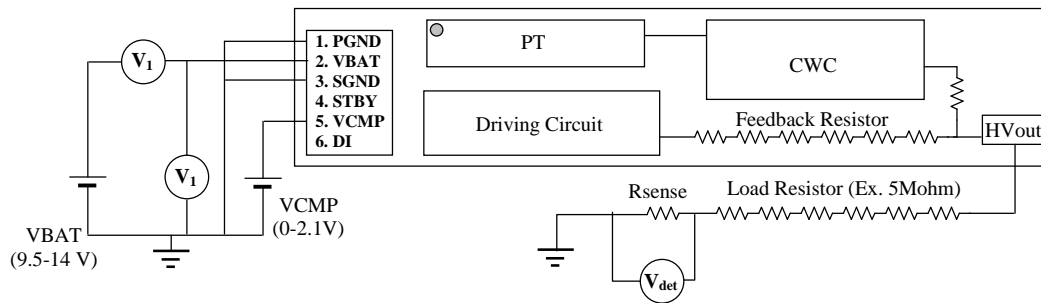 1. PGND
2. VBAT
3. SGND
4. STBY
5. VCMP
6. DI
PT
CWC
Driving Circuit
Feedback Resistor
HVout
V1
V1
VBAT
(9.5-14 V)
VCMP
(0-2.1V)
Rsense
Load Resistor (Ex. 5Mohm)
Vdet